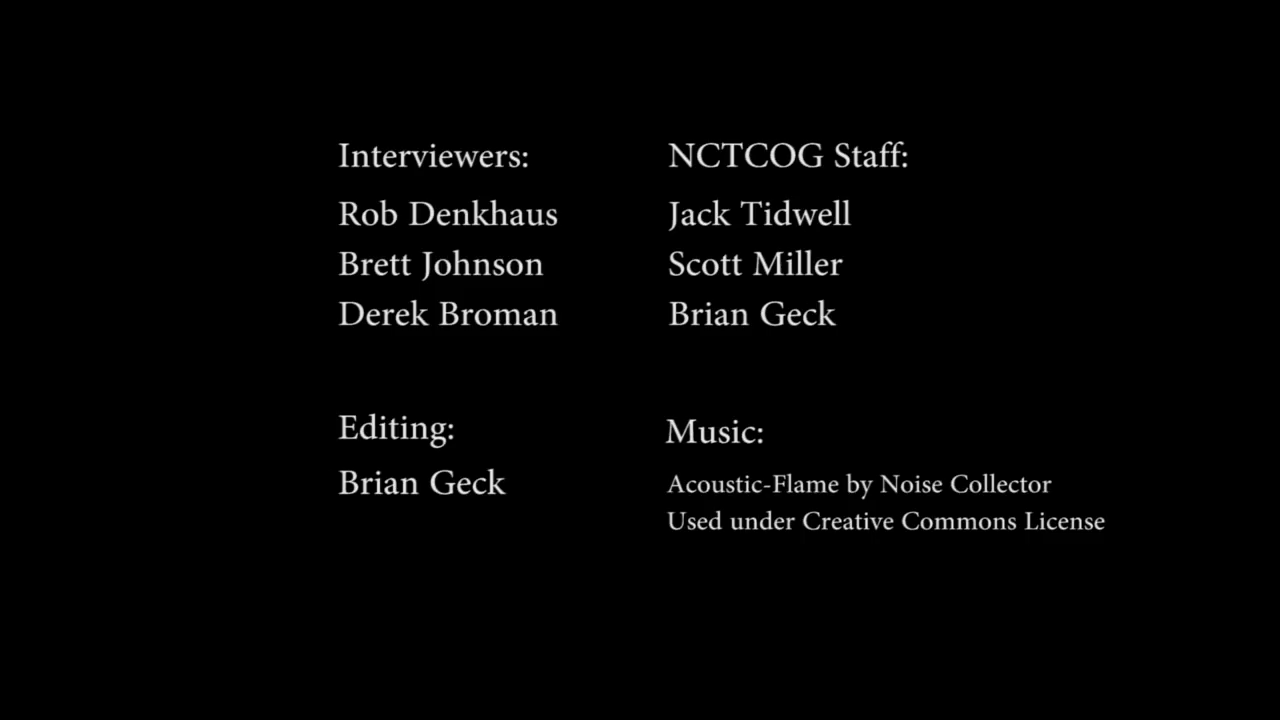 Interviewers:
Rob Denkhaus
Brett Johnson
Derek Broman
NCTCOG Staff:
Jack Tidwell
Scott Miller
Brian Geck
Editing:
Brian Geck
Music:
Acoustic-Flame by Noise Collector
Used under Creative Commons License